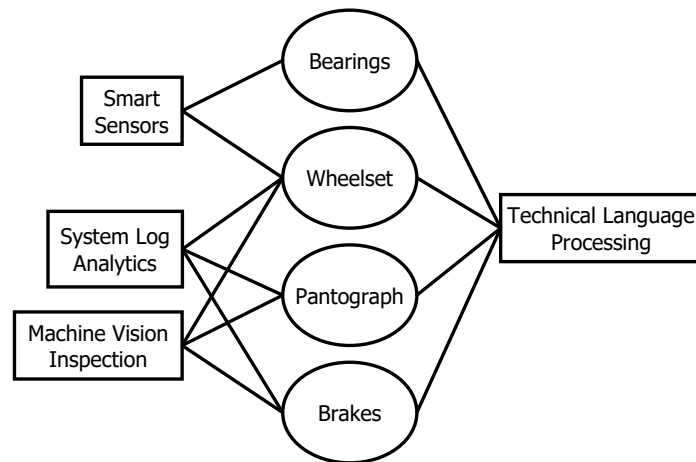 Smart
Sensors
System Log
Analytics
Machine Vision
Inspection
Bearings
Wheelset
Pantograph
Brakes
Technical Language
Processing